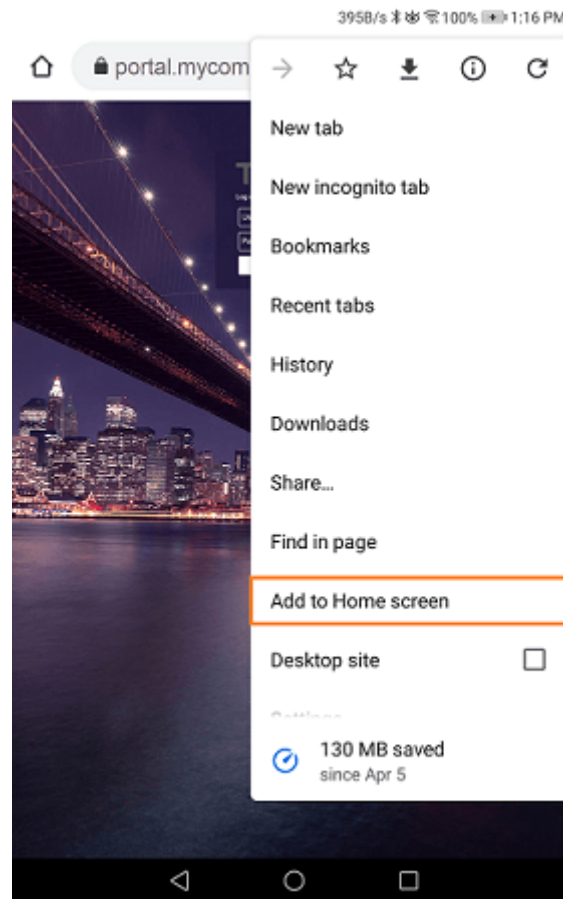 395B/s 100% 1:16 PM
portal.mycom
New tab
New incognito tab
Bookmarks
Recent tabs
History
Downloads
Share...
Find in page
Add to Home screen
Desktop site
Settings
130 MB saved
since Apr 5